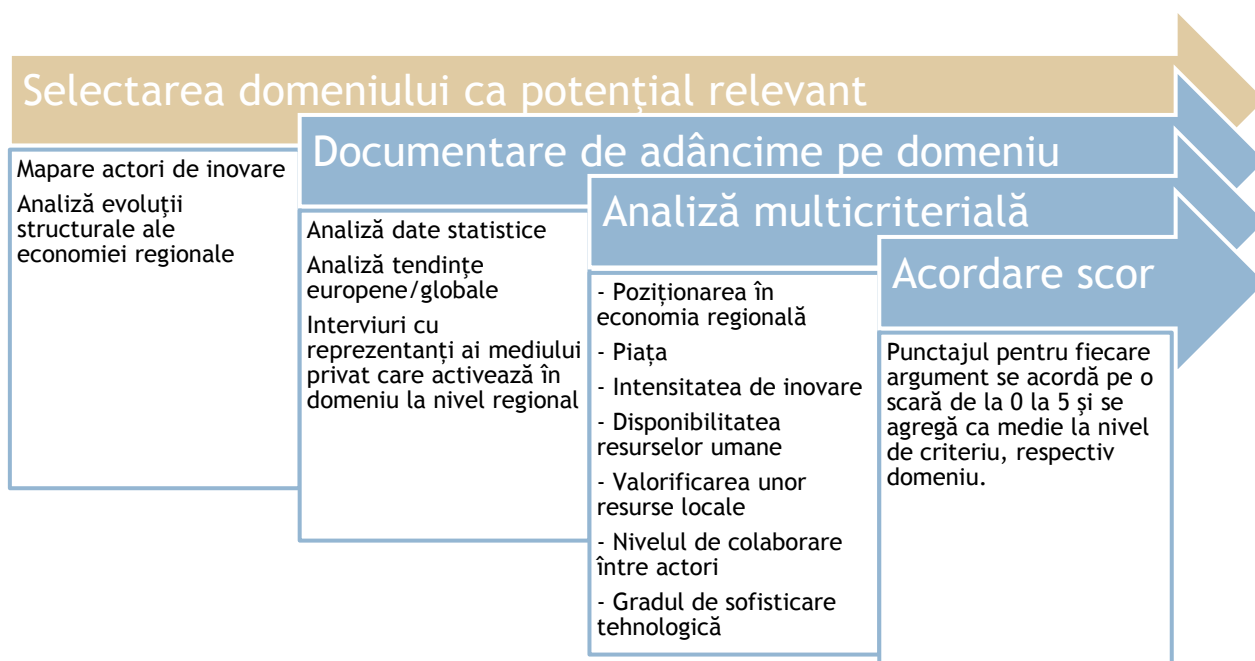 Selectarea domeniului ca potenţial relevant
Mapare actori de inovare
Analiză evoluţii
structurale ale
economiei regionale
Documentare de adâncime pe domeniu
Analiză date statistice
Analiză tendinţe
europene/globale
Interviuri cu
reprezentanți ai mediului
privat care activează în
domeniu la nivel regional
Analiză multicriterială
- Poziționarea în
economia regională
- Piața
- Intensitatea de inovare
- Disponibilitatea
resurselor umane
- Valorificarea unor
resurse locale
- Nivelul de colaborare
între actori
- Gradul de sofisticare
tehnologică
Acordare scor
Punctajul pentru fiecare
argument se acordă pe o
scară de la 0 la 5 și se
agregă ca medie la nivel
de criteriu, respectiv
domeniu.